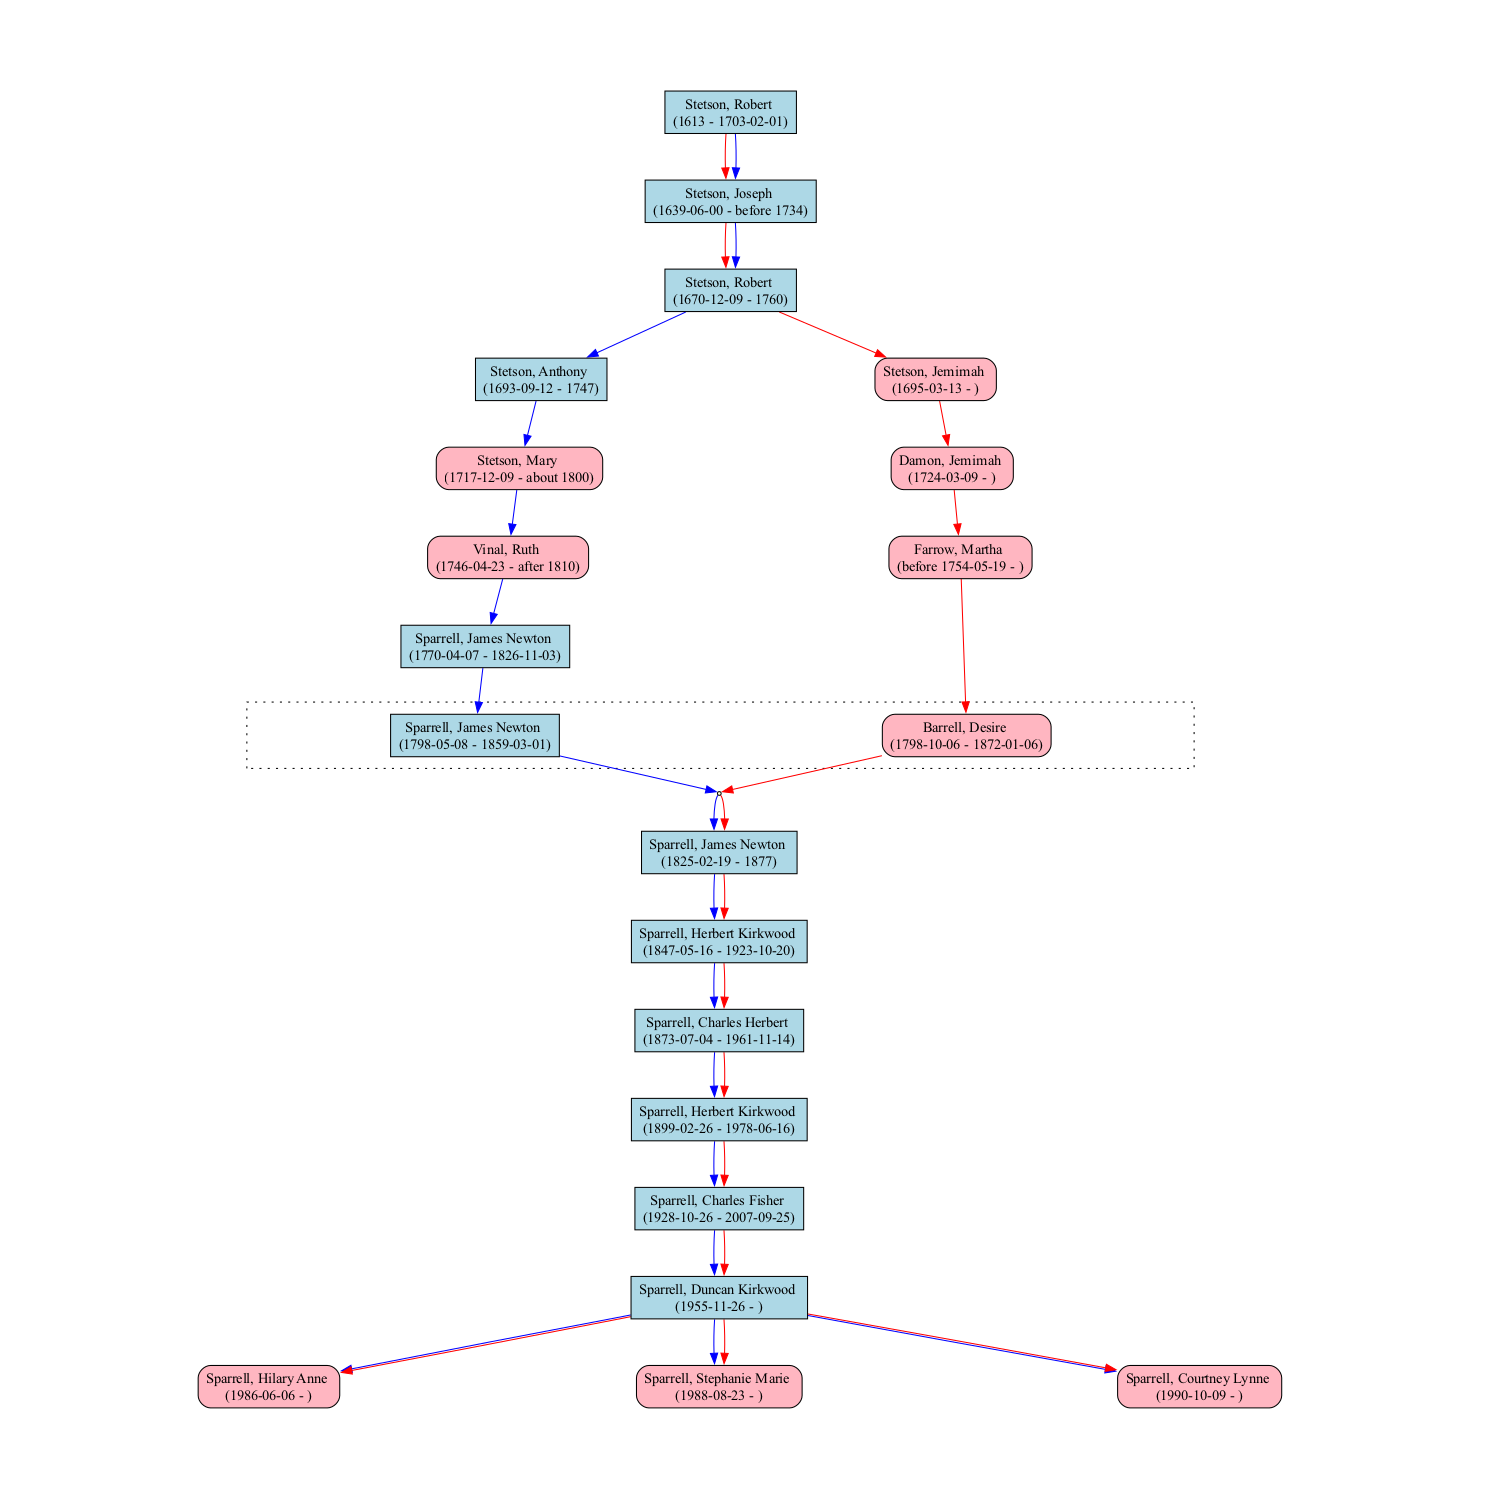 Stetson, Robert
(1613 - 1703-02-01)
Stetson, Joseph
(1639-06-00 - before 1734)
Stetson, Robert
(1670-12-09 - 1760)
Stetson, Anthony
(1693-09-12 - 1747)
Stetson, Jemimah
(1695-03-13 - )
Stetson, Mary
(1717-12-09 - about 1800)
Damon, Jemimah
(1724-03-09 - )
Vinal, Ruth
(1746-04-23 - after 1810)
Farrow, Martha
(before 1754-05-19 - )
Sparrell, James Newton
(1770-04-07 - 1826-11-03)
Sparrell, James Newton
(1798-05-08 - 1859-03-01)
Barrell, Desire
(1798-10-06 - 1872-01-06)
Sparrell, James Newton
(1825-02-19 - 1877)
Sparrell, Herbert Kirkwood
(1847-05-16 - 1923-10-20)
Sparrell, Charles Herbert
(1873-07-04 - 1961-11-14)
Sparrell, Herbert Kirkwood
(1899-02-26 - 1978-06-16)
Sparrell, Charles Fisher
(1928-10-26 - 2007-09-25)
Sparrell, Duncan Kirkwood
(1955-11-26 - )
Sparrell, Hilary Anne
(1986-06-06 - )
Sparrell, Stephanie Marie
(1988-08-23 - )
Sparrell, Courtney Lynne
(1990-10-09 - )